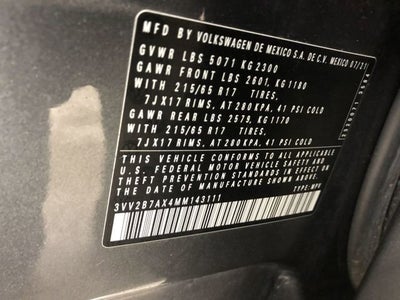 MFD BY VOLKSWAGEN DE MEXICO S.A. DE C.V. MEXICO 07/21
GVWR LBS 5071 KG 2300
GAWR FRONT LBS 2601, KG 1180
WITH 215/65 R17 TIRES,
7JX17 RIMS, AT 280 KPA, 41 PSI COLD
GAWR REAR LBS 2579, KG 1170
WITH 215/65 R17 TIRES,
7JX17 RIMS, AT 280 KPA, 41 PSI COLD
THIS VEHICLE CONFORMS TO ALL APPLICABLE
U.S. FEDERAL MOTOR VEHICLE SAFETY AND
THEFT PREVENTION STANDARDS IN EFFECT ON
THE DATE OF MANUFACTURE SHOWN ABOVE.
TYPE: MPV
3VV2B7AX4MM143711